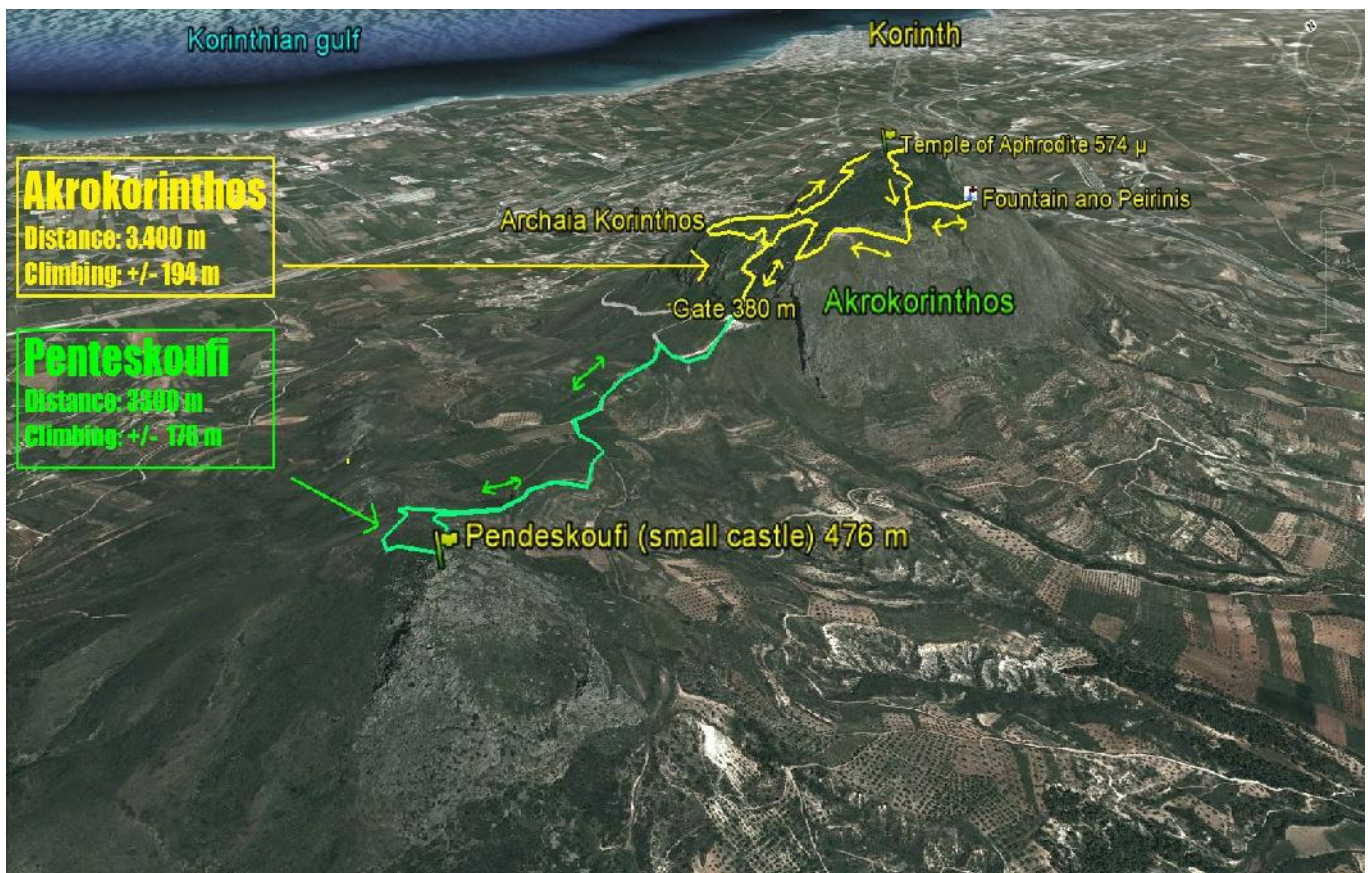 Korinthian gulf
Korinth
Temple of Aphrodite 574 μ
Fountain ano Peirinis
Archaia Korinthos
Akrokorinthos
Distance: 3.400 m
Climbing: +/- 194 m
Gate 380 m
Akrokorinthos
Penteskoufi
Distance: 3300 m
Climbing: +/- 176 m
Pendeskoufi (small castle) 476 m
N